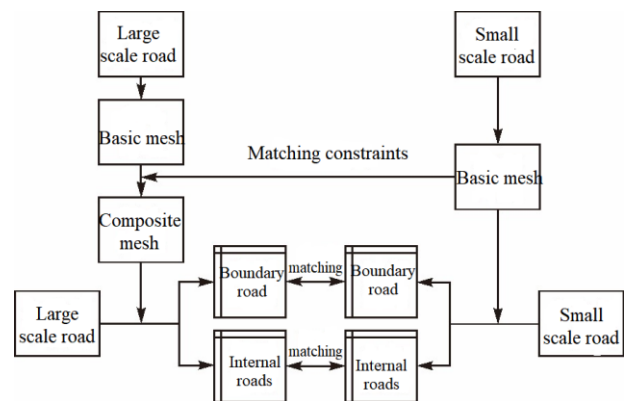 Large
scale road
Small
scale road
Basic mesh
Matching constraints
Basic mesh
Composite
mesh
Boundary
road
matching
Boundary
road
Large
scale road
Small
scale road
Internal
roads
matching
Internal
roads